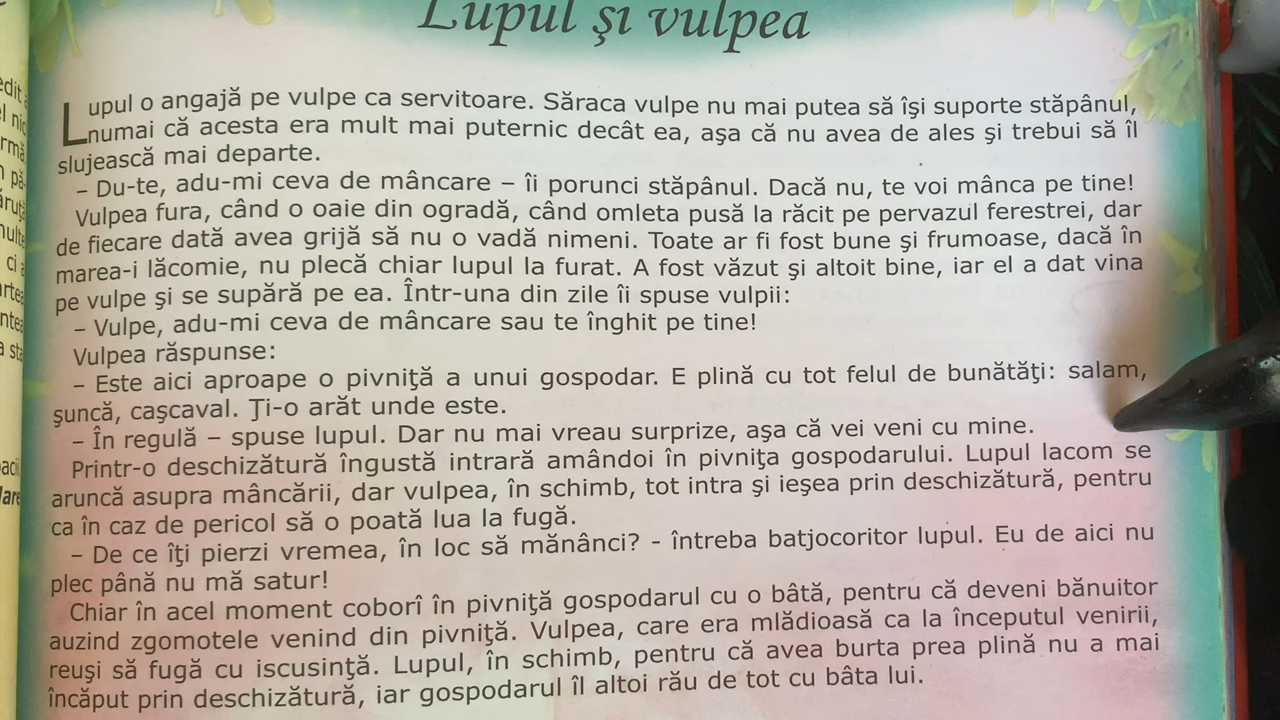 Lupul şi vulpea
Lupul o angajă pe vulpe ca servitoare. Săraca vulpe nu mai putea să îşi suporte stăpânul,
numai că acesta era mult mai puternic decât ea, aşa că nu avea de ales şi trebui să îl
slujească mai departe.
– Du-te, adu-mi ceva de mâncare – îi porunci stăpânul. Dacă nu, te voi mânca pe tine!
Vulpea fura, când o oaie din ogradă, când omleta pusă la răcit pe pervazul ferestrei, dar
de fiecare dată avea grijă să nu o vadă nimeni. Toate ar fi fost bune şi frumoase, dacă în
marea-i lăcomie, nu plecă chiar lupul la furat. A fost văzut şi altoit bine, iar el a dat vina
pe vulpe şi se supără pe ea. Într-una din zile îi spuse vulpii:
– Vulpe, adu-mi ceva de mâncare sau te înghit pe tine!
Vulpea răspunse:
– Este aici aproape o pivniţă a unui gospodar. E plină cu tot felul de bunătăţi: salam,
şuncă, caşcaval. Ţi-o arăt unde este.
– În regulă – spuse lupul. Dar nu mai vreau surprize, aşa că vei veni cu mine.
Printr-o deschizătură îngustă intrară amândoi în pivniţa gospodarului. Lupul lacom se
aruncă asupra mâncării, dar vulpea, în schimb, tot intra şi ieşea prin deschizătură, pentru
ca în caz de pericol să o poată lua la fugă.
– De ce îţi pierzi vremea, în loc să mănânci? - întreba batjocoritor lupul. Eu de aici nu
plec până nu mă satur!
Chiar în acel moment coborî în pivniţă gospodarul cu o bâtă, pentru că deveni bănuitor
auzind zgomotele venind din pivniţă. Vulpea, care era mlădioasă ca la începutul venirii,
reuşi să fugă cu iscusinţă. Lupul, în schimb, pentru că avea burta prea plină nu a mai
încăput prin deschizătură, iar gospodarul îl altoi rău de tot cu bâta lui.